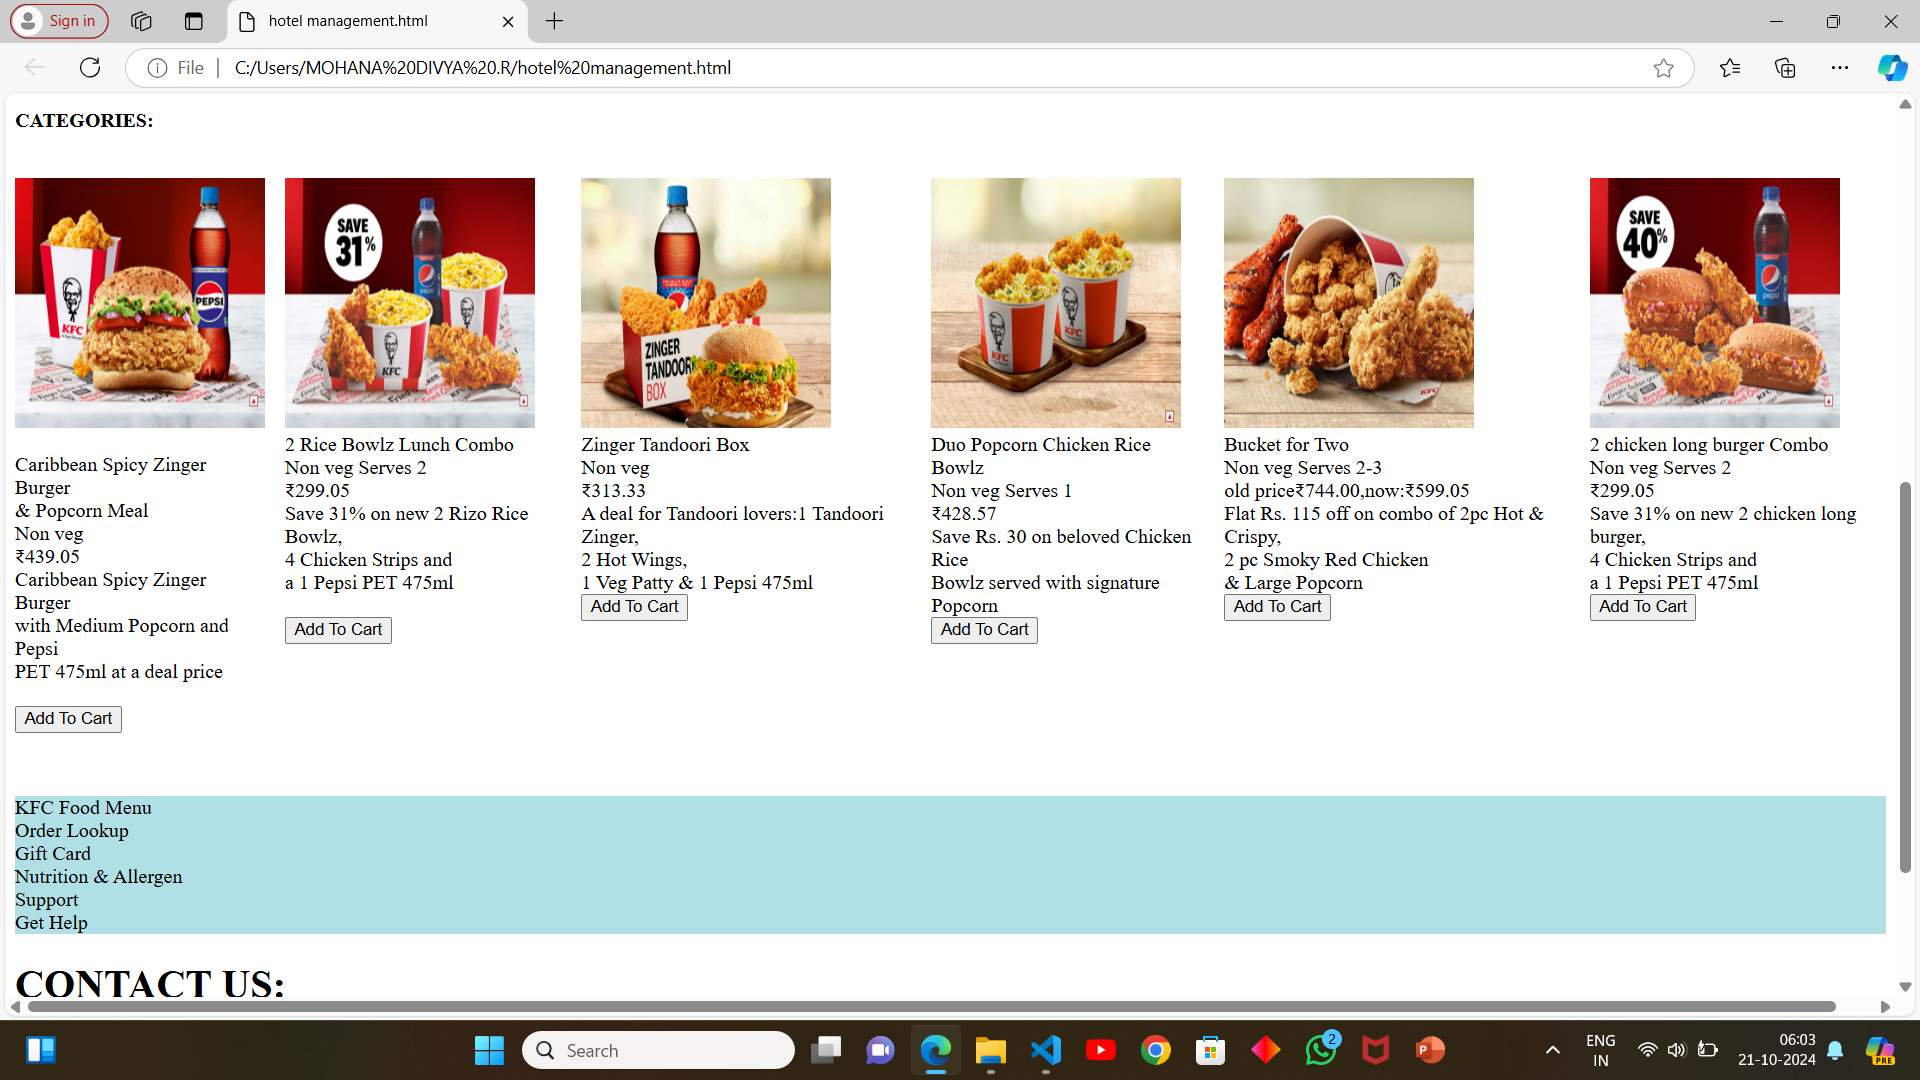 Sign in
hotel management.html
File
C:/Users/MOHANA%20DIVYA%20.R/hotel%20management.html
CATEGORIES:
KFC
PEPSI
SAVE
31%
pepsi
KFC
ZINGER
TANDOORI
BOX
KFC
KFC
KFC
SAVE
40%
pepsi
Caribbean Spicy Zinger
Burger
& Popcorn Meal
Non veg
₹439.05
Caribbean Spicy Zinger
Burger
with Medium Popcorn and
Pepsi
PET 475ml at a deal price
Add To Cart
2 Rice Bowlz Lunch Combo
Non veg Serves 2
₹299.05
Save 31% on new 2 Rizo Rice
Bowlz,
4 Chicken Strips and
a 1 Pepsi PET 475ml
Add To Cart
Zinger Tandoori Box
Non veg
₹313.33
A deal for Tandoori lovers:1 Tandoori
Zinger,
2 Hot Wings,
1 Veg Patty & 1 Pepsi 475ml
Add To Cart
Duo Popcorn Chicken Rice
Bowlz
Non veg Serves 1
₹428.57
Save Rs. 30 on beloved Chicken
Rice
Bowlz served with signature
Popcorn
Add To Cart
Bucket for Two
Non veg Serves 2-3
old price₹744.00,now:₹599.05
Flat Rs. 115 off on combo of 2pc Hot &
Crispy,
2 pc Smoky Red Chicken
& Large Popcorn
Add To Cart
2 chicken long burger Combo
Non veg Serves 2
₹299.05
Save 31% on new 2 chicken long
burger,
4 Chicken Strips and
a 1 Pepsi PET 475ml
Add To Cart
KFC Food Menu
Order Lookup
Gift Card
Nutrition & Allergen
Support
Get Help
CONTACT US:
Search
2
ENG
IN
06:03
21-10-2024
PRE